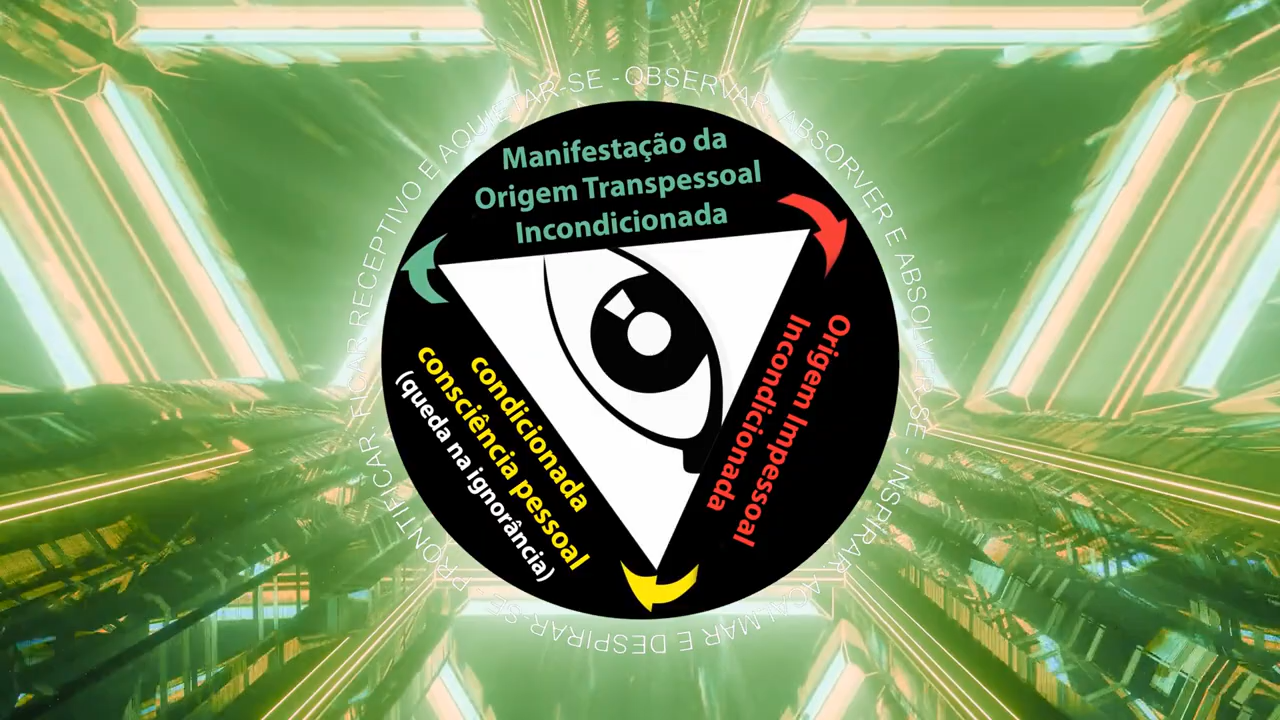 FICAR RECEPTIVO E AQUIETAR-SE - OBSERVAR, ABSORVER E ABSOLVER-SE - INSPIRAR, ACALMAR E DESPIRAR-SE - PRONTIFICAR -
Manifestação da
Origem Transpessoal
Incondicionada
Origem Impessoal
Incondicionada
condicionada
consciência pessoal
(queda na ignorância)